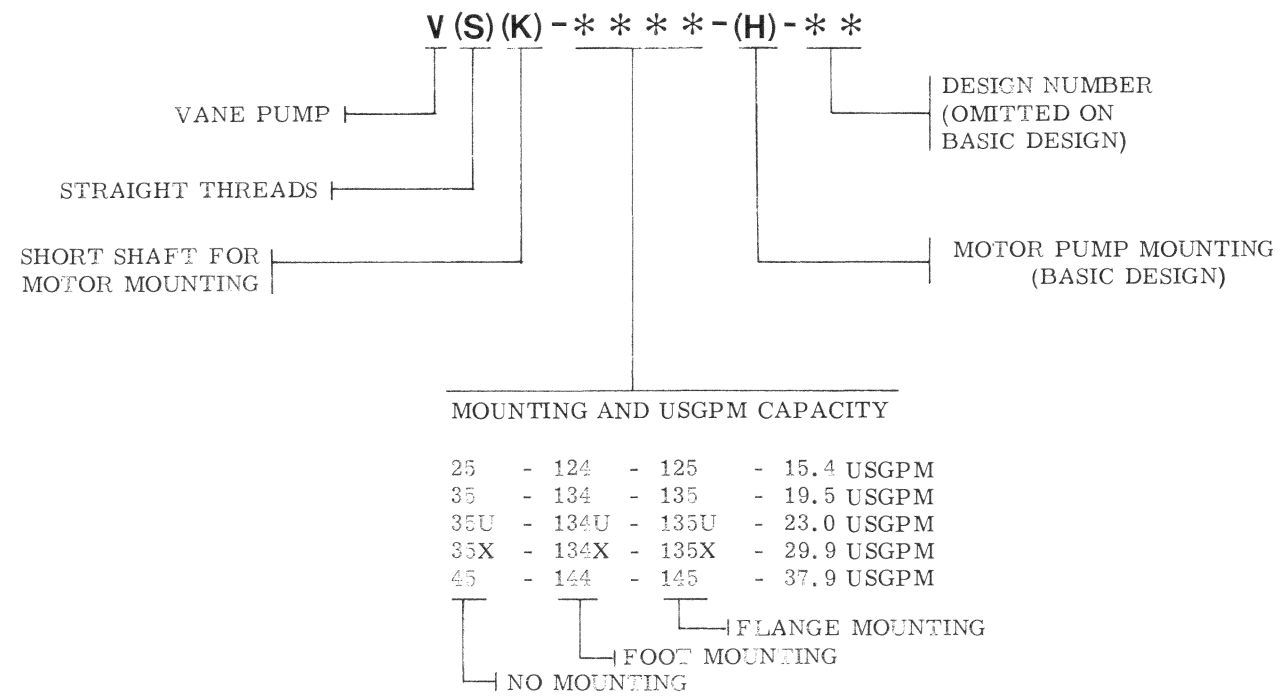 V (S) (K) - * * * * - (H) - * *
DESIGN NUMBER
(OMITTED ON
BASIC DESIGN)
VANE PUMP
STRAIGHT THREADS
SHORT SHAFT FOR
MOTOR MOUNTING
MOTOR PUMP MOUNTING
(BASIC DESIGN)
MOUNTING AND USGPM CAPACITY
25 - 124 - 125 - 15.4 USGPM
35 - 134 - 135 - 19.5 USGPM
35U - 134U - 135U - 23.0 USGPM
35X - 134X - 135X - 29.9 USGPM
45 - 144 - 145 - 37.9 USGPM
FLANGE MOUNTING
FOOT MOUNTING
NO MOUNTING